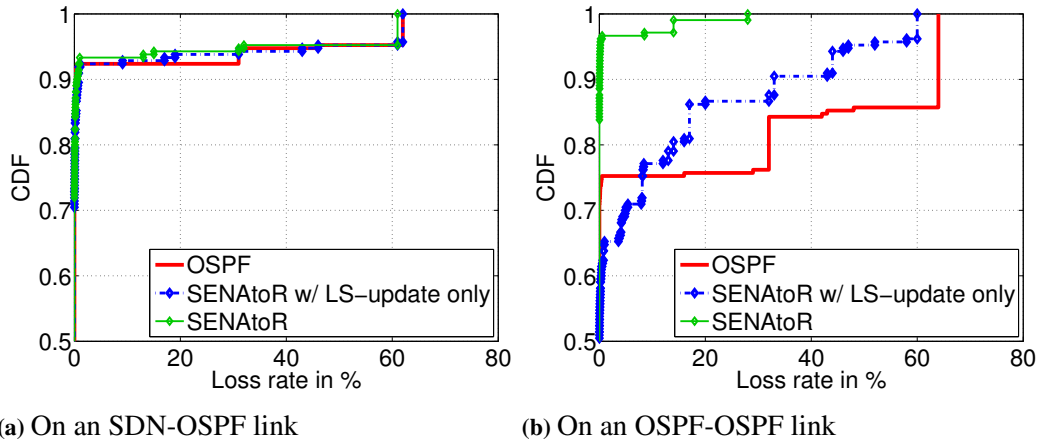 1
0.9
0.8
0.7
0.6
0.5
CDF
0 20 40 60 80
Loss rate in %
OSPF
SENAtoR w/ LS−update only
SENAtoR
(a) On an SDN-OSPF link
1
0.9
0.8
0.7
0.6
0.5
CDF
0 20 40 60 80
Loss rate in %
OSPF
SENAtoR w/ LS−update only
SENAtoR
(b) On an OSPF-OSPF link